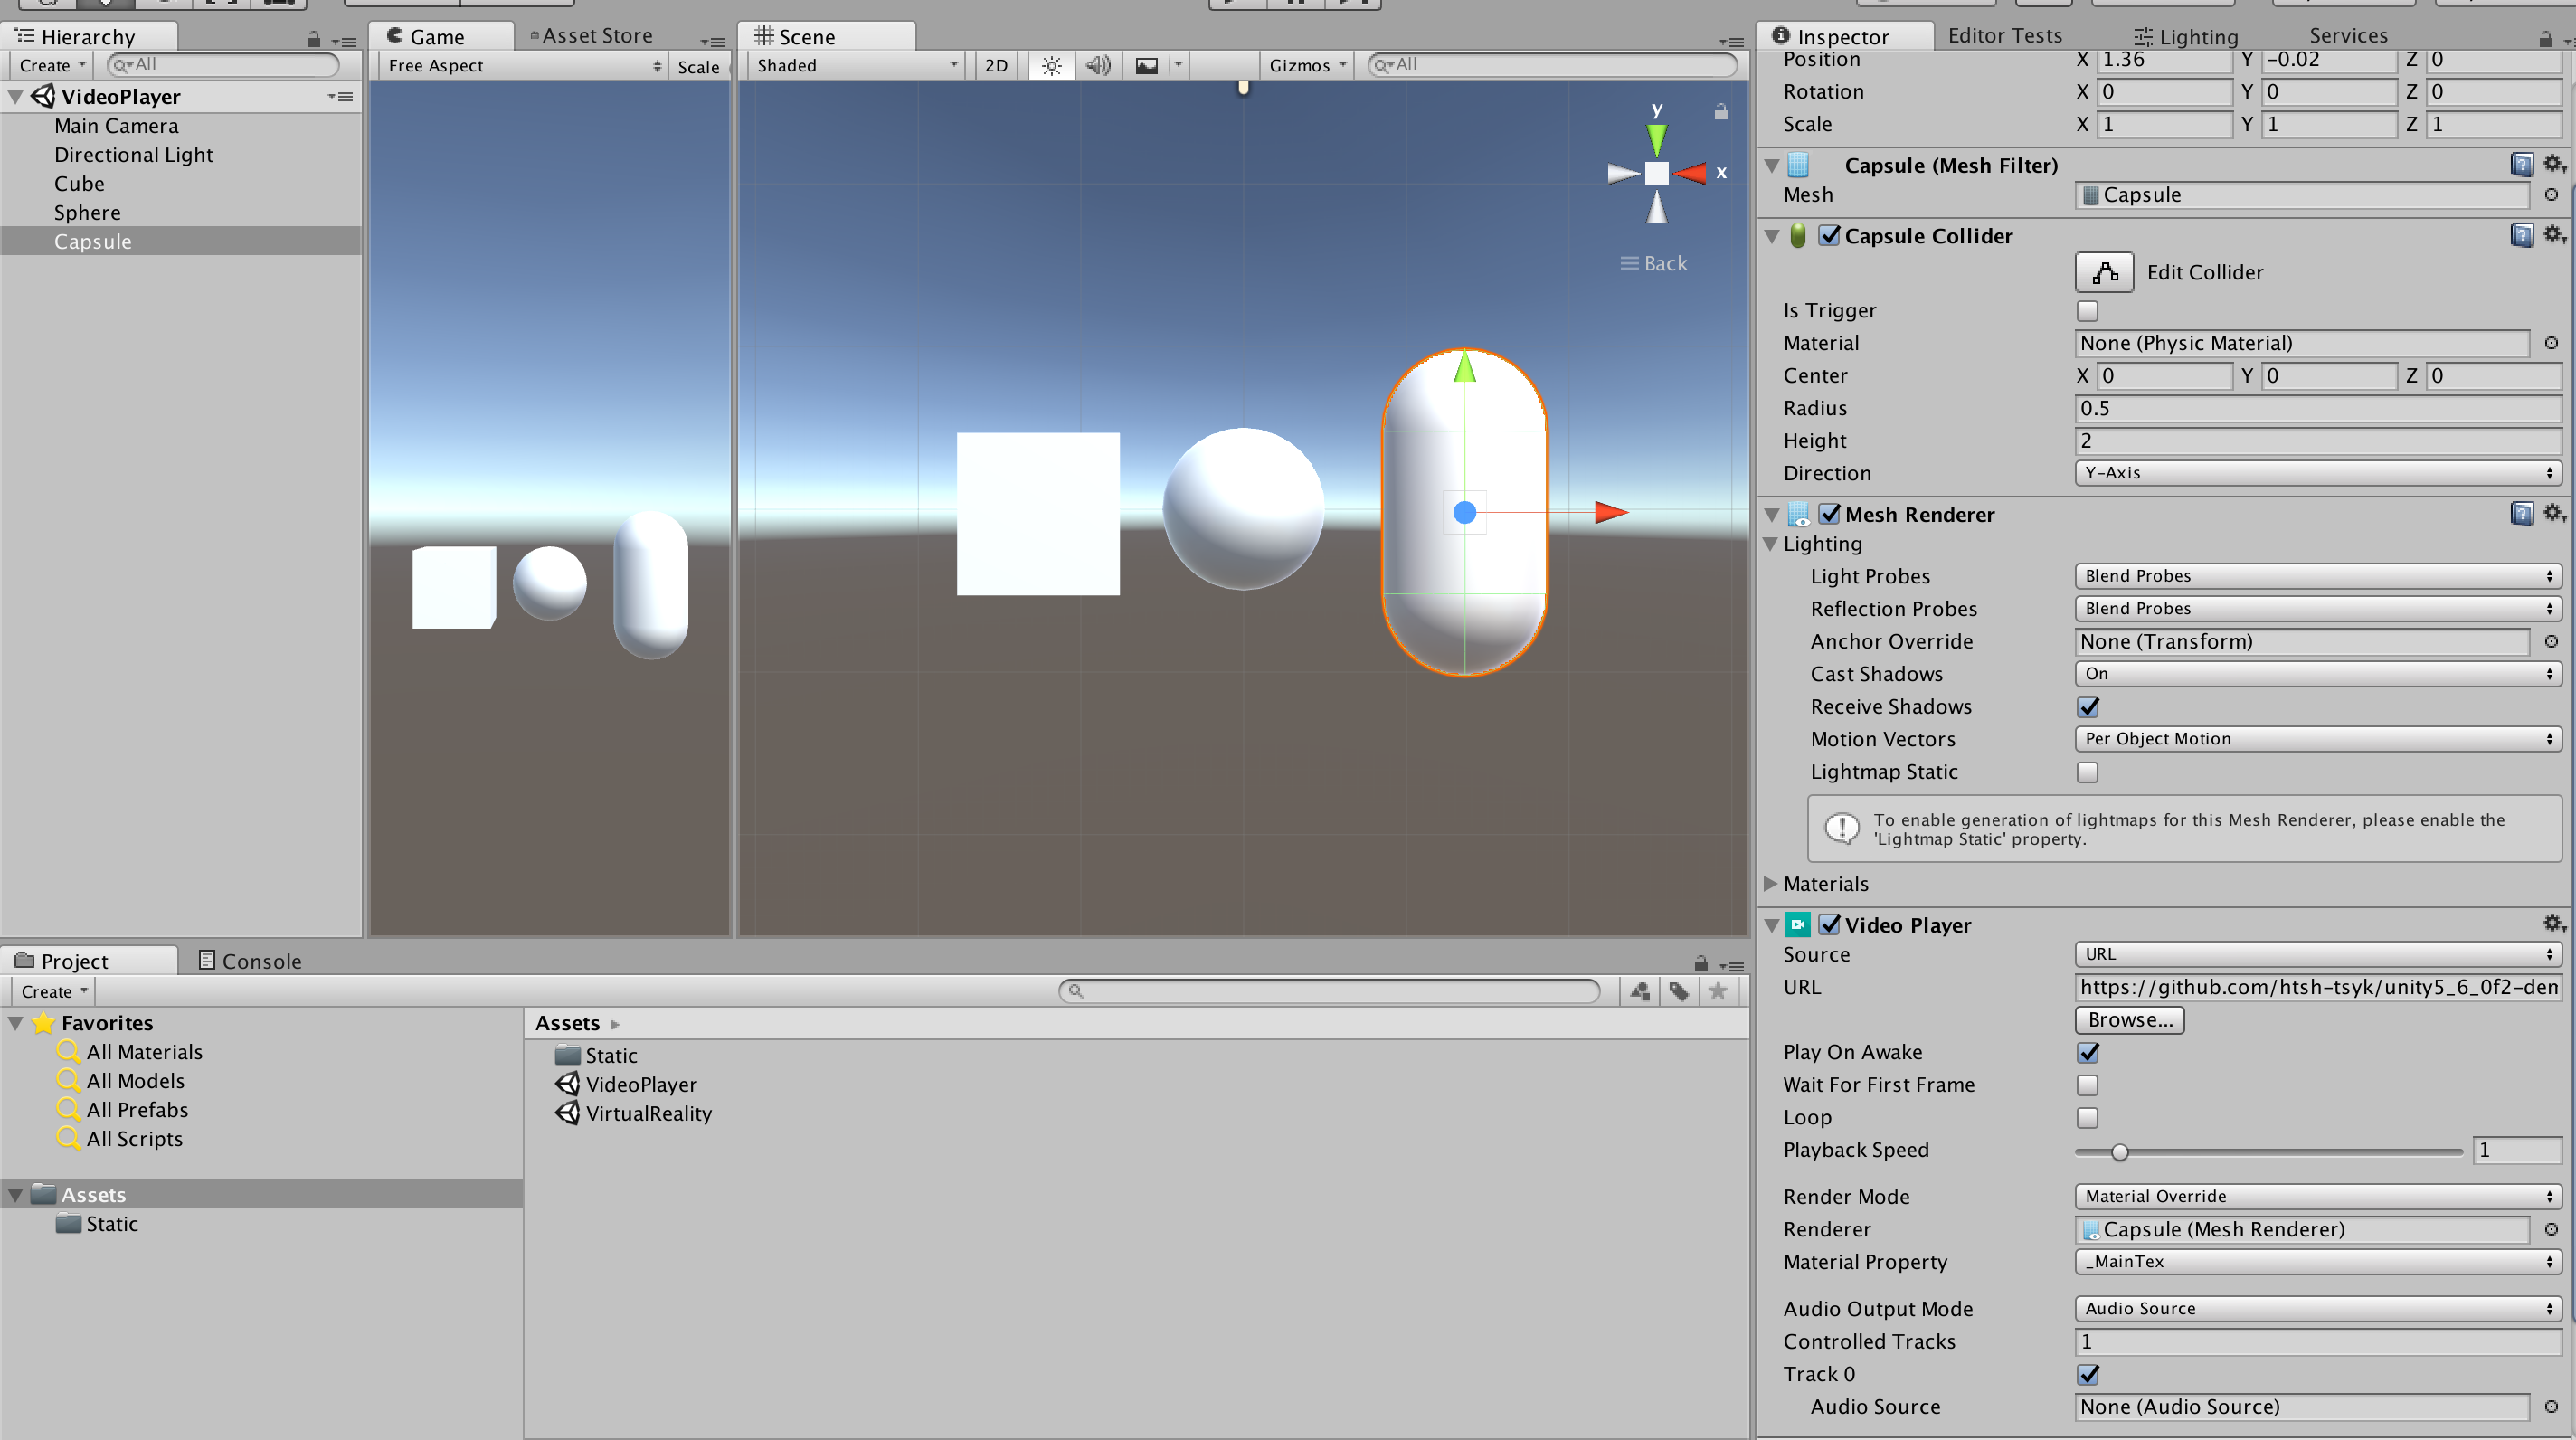 Hierarchy
Create
All
VideoPlayer
Main Camera
Directional Light
Cube
Sphere
Capsule
Game
Asset Store
Free Aspect
Scale
Scene
Shaded
2D
Gizmos
All
y
x
Back
Inspector
Editor Tests
Lighting
Services
Position X 1.36 Y -0.02 Z 0
Rotation X 0 Y 0 Z 0
Scale X 1 Y 1 Z 1
Capsule (Mesh Filter)
Mesh Capsule
Capsule Collider
Edit Collider
Is Trigger
Material None (Physic Material)
Center X 0 Y 0 Z 0
Radius 0.5
Height 2
Direction Y-Axis
Mesh Renderer
Lighting
Light Probes Blend Probes
Reflection Probes Blend Probes
Anchor Override None (Transform)
Cast Shadows On
Receive Shadows
Motion Vectors Per Object Motion
Lightmap Static
To enable generation of lightmaps for this Mesh Renderer, please enable the
'Lightmap Static' property.
Materials
Video Player
Source URL
URL https://github.com/htsh-tsyk/unity5_6_0f2-den
Browse...
Play On Awake
Wait For First Frame
Loop
Playback Speed 1
Render Mode Material Override
Renderer Capsule (Mesh Renderer)
Material Property _MainTex
Audio Output Mode Audio Source
Controlled Tracks 1
Track 0
Audio Source None (Audio Source)
Project
Console
Create
Favorites
All Materials
All Models
All Prefabs
All Scripts
Assets
Static
Assets
Static
VideoPlayer
VirtualReality